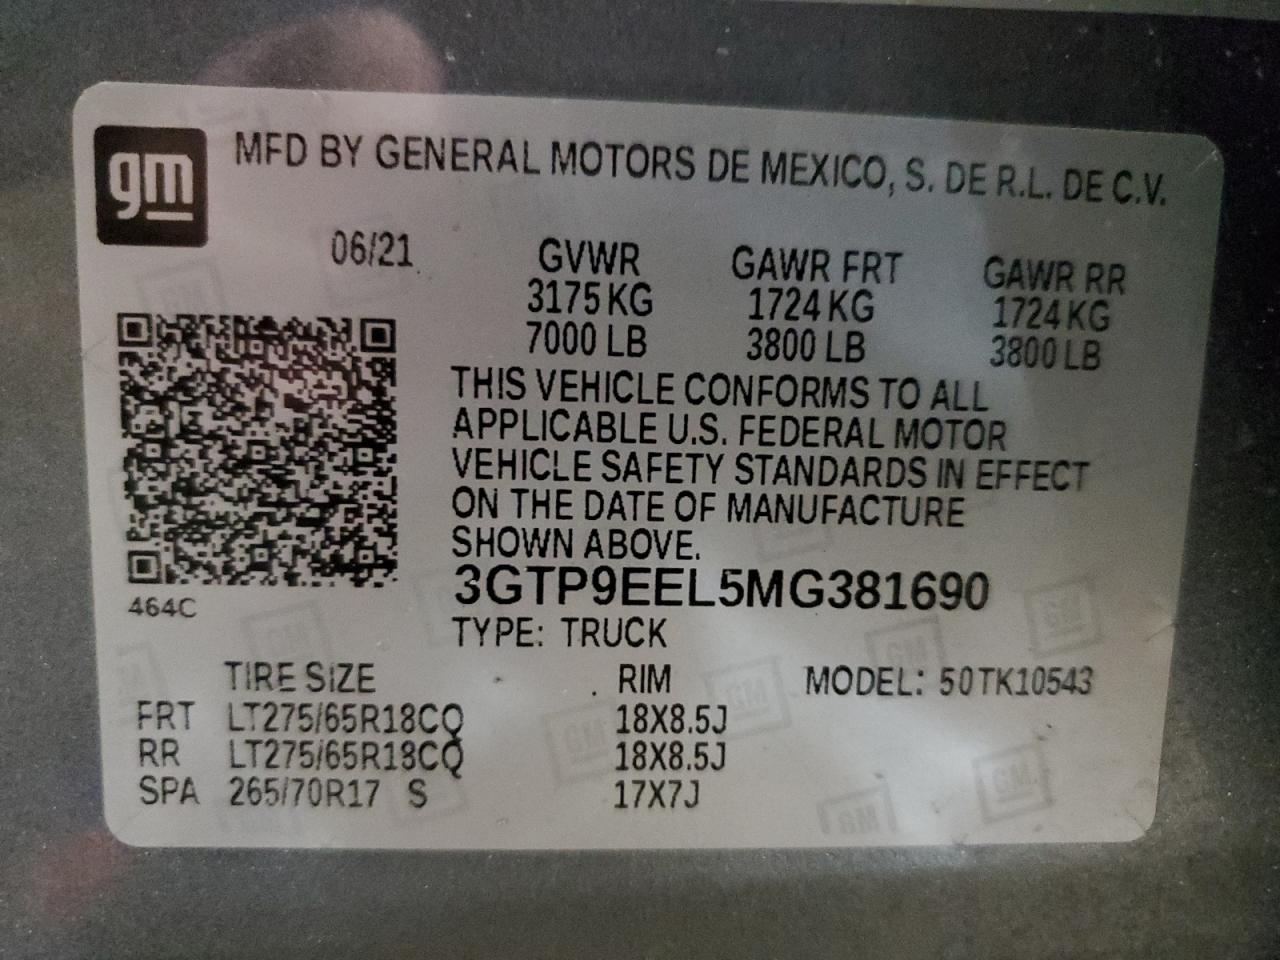 gm
MFD BY GENERAL MOTORS DE MEXICO, S. DE R.L. DE C.V.
06/21
GVWR GAWR FRT GAWR RR
3175 KG 1724 KG 1724 KG
7000 LB 3800 LB 3800 LB
THIS VEHICLE CONFORMS TO ALL
APPLICABLE U.S. FEDERAL MOTOR
VEHICLE SAFETY STANDARDS IN EFFECT
ON THE DATE OF MANUFACTURE
SHOWN ABOVE.
3GTP9EEL5MG381690
464C
TYPE: TRUCK
TIRE SIZE RIM MODEL: 50TK10543
FRT LT275/65R18CQ 18X8.5J
RR LT275/65R18CQ 18X8.5J
SPA 265/70R17 S 17X7J